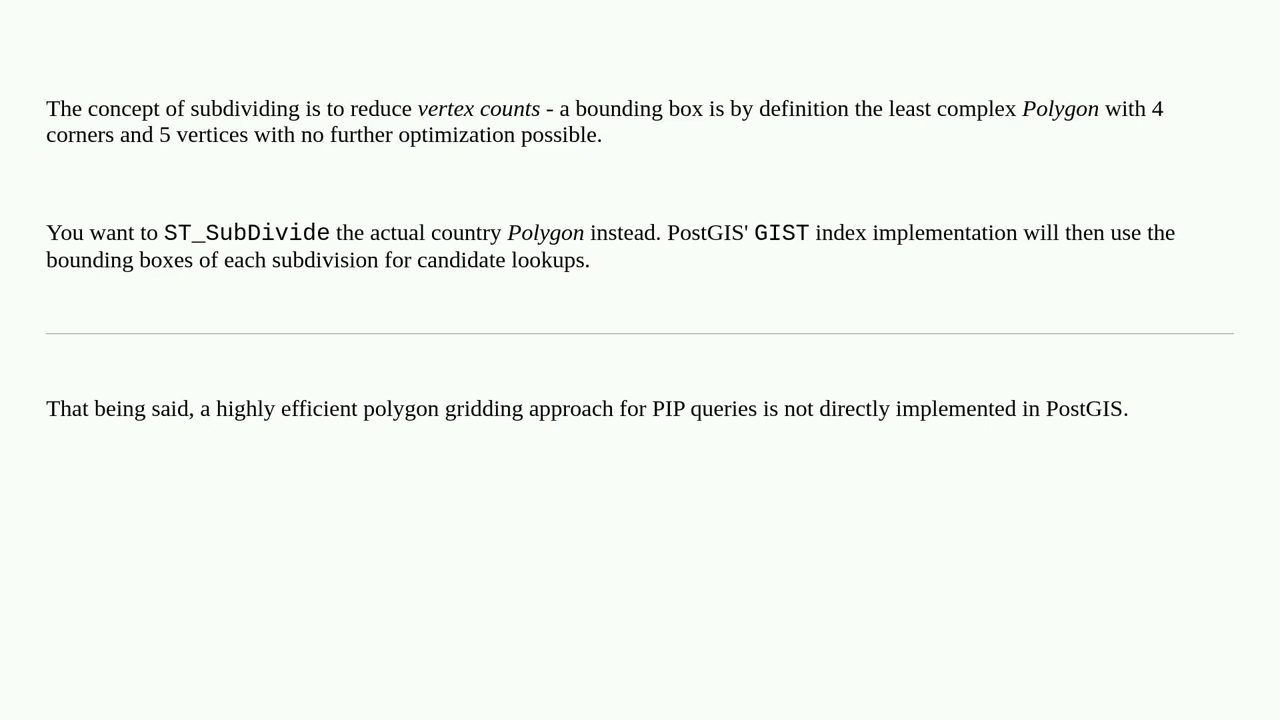 The concept of subdividing is to reduce vertex counts - a bounding box is by definition the least complex Polygon with 4
corners and 5 vertices with no further optimization possible.
You want to ST_SubDivide the actual country Polygon instead. PostGIS' GIST index implementation will then use the
bounding boxes of each subdivision for candidate lookups.
That being said, a highly efficient polygon gridding approach for PIP queries is not directly implemented in PostGIS.